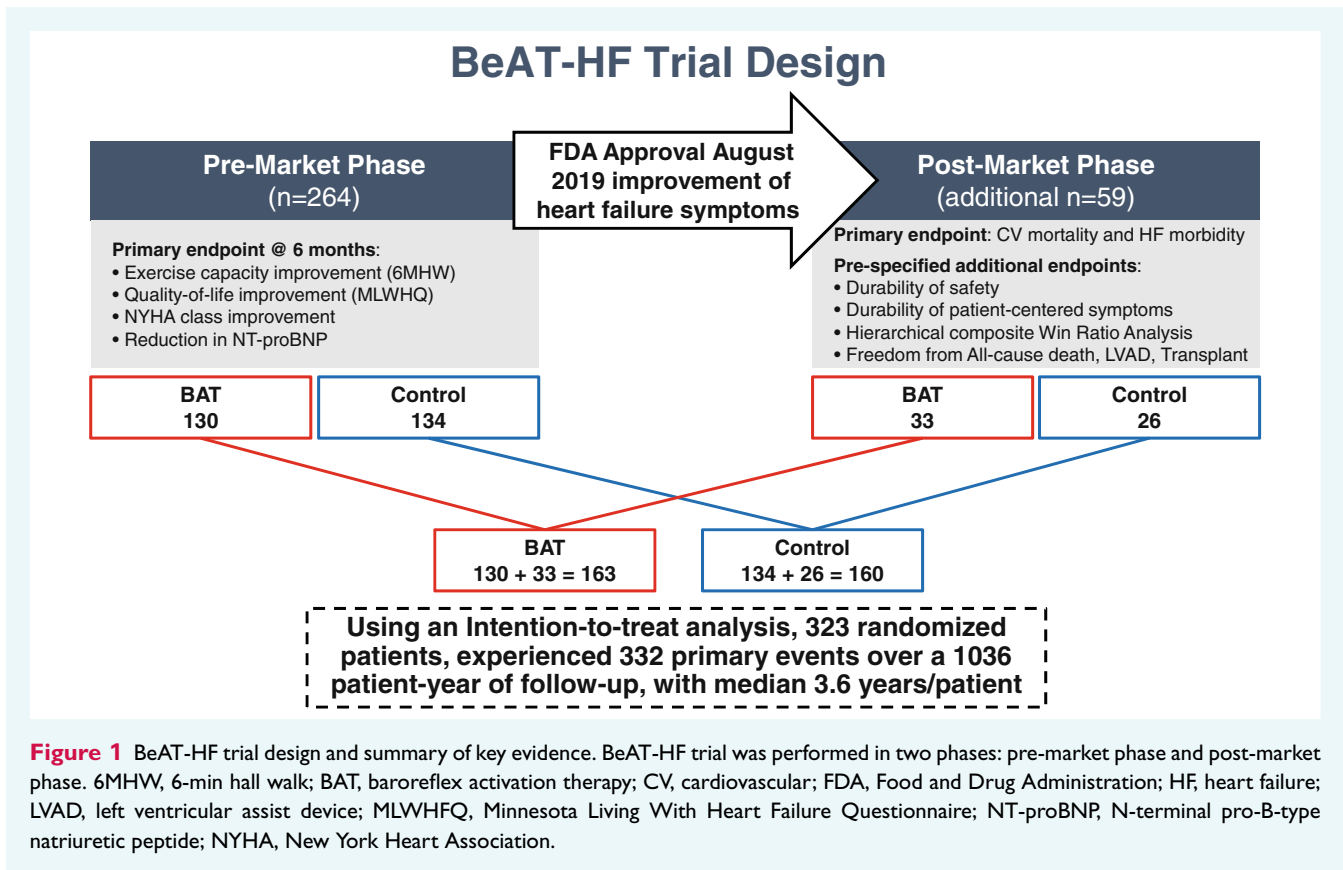 BeAT-HF Trial Design
Pre-Market Phase
(n=264)
FDA Approval August
2019 improvement of
heart failure symptoms
Post-Market Phase
(additional n=59)
Primary endpoint @ 6 months:
• Exercise capacity improvement (6MHW)
• Quality-of-life improvement (MLWHQ)
• NYHA class improvement
• Reduction in NT-proBNP
Primary endpoint: CV mortality and HF morbidity
Pre-specified additional endpoints:
• Durability of safety
• Durability of patient-centered symptoms
• Hierarchical composite Win Ratio Analysis
• Freedom from All-cause death, LVAD, Transplant
BAT
130
Control
134
BAT
33
Control
26
BAT
130 + 33 = 163
Control
134 + 26 = 160
Using an Intention-to-treat analysis, 323 randomized
patients, experienced 332 primary events over a 1036
patient-year of follow-up, with median 3.6 years/patient
Figure 1 BeAT-HF trial design and summary of key evidence. BeAT-HF trial was performed in two phases: pre-market phase and post-market
phase. 6MHW, 6-min hall walk; BAT, baroreflex activation therapy; CV, cardiovascular; FDA, Food and Drug Administration; HF, heart failure;
LVAD, left ventricular assist device; MLWHFQ, Minnesota Living With Heart Failure Questionnaire; NT-proBNP, N-terminal pro-B-type
natriuretic peptide; NYHA, New York Heart Association.